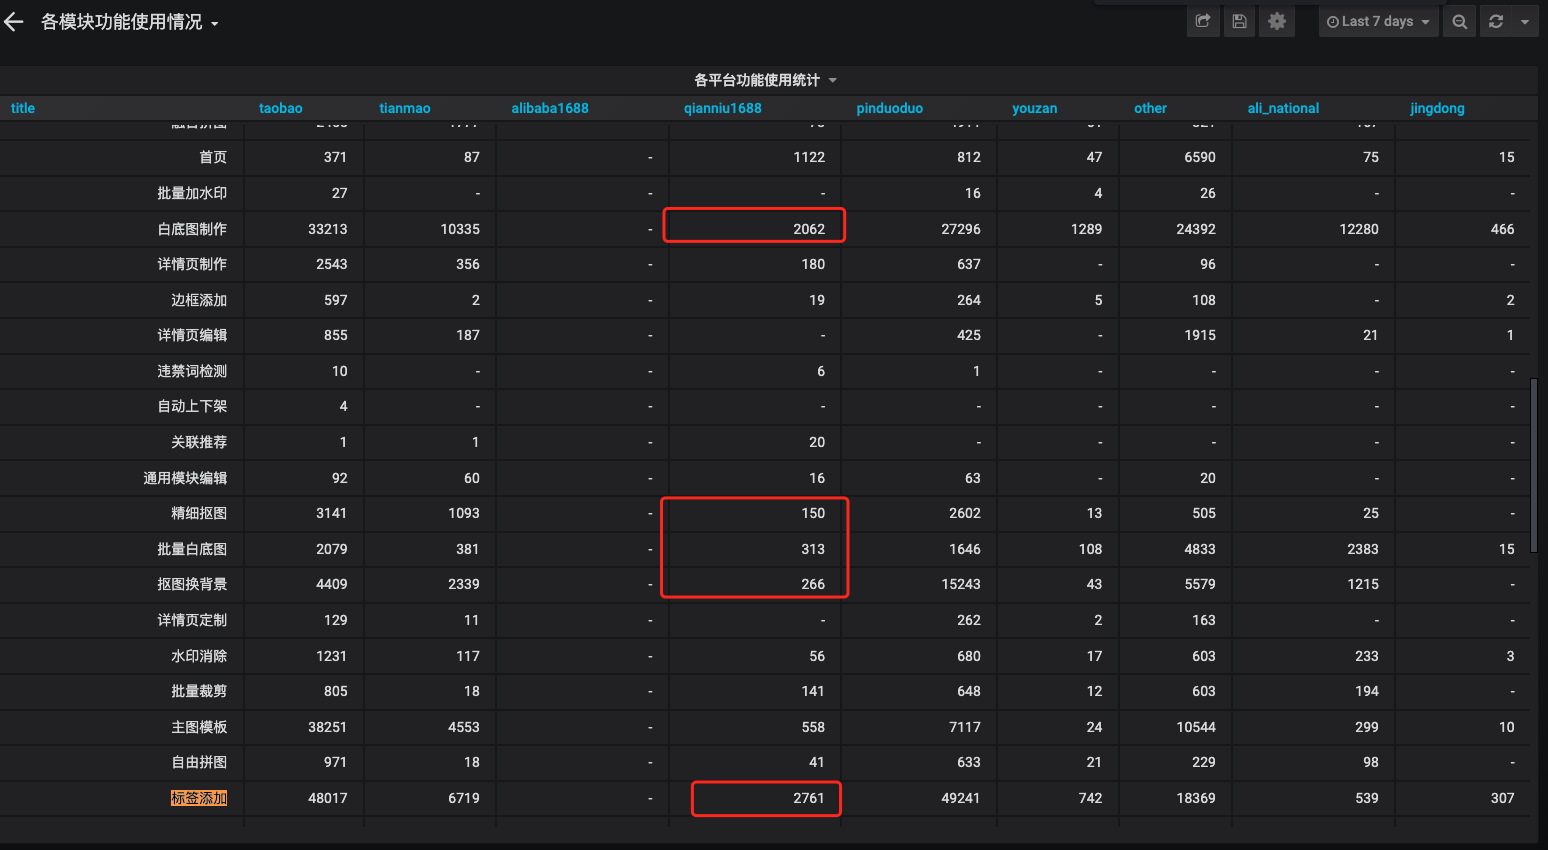 各模块功能使用情况
Last 7 days
各平台功能使用统计
title taobao tianmao alibaba1688 qianniu1688 pinduoduo youzan other ali_national jingdong
首页 371 87 - 1122 812 47 6590 75 15
批量加水印 27 - - - 16 4 26 - -
白底图制作 33213 10335 - 2062 27296 1289 24392 12280 466
详情页制作 2543 356 - 180 637 - 96 - -
边框添加 597 2 - 19 264 5 108 - 2
详情页编辑 855 187 - - 425 - 1915 21 1
违禁词检测 10 - - 6 1 - - - -
自动上下架 4 - - - - - - - -
关联推荐 1 1 - 20 - - - - -
通用模块编辑 92 60 - 16 63 - 20 - -
精细抠图 3141 1093 - 150 2602 13 505 25 -
批量白底图 2079 381 - 313 1646 108 4833 2383 15
抠图换背景 4409 2339 - 266 15243 43 5579 1215 -
详情页定制 129 11 - - 262 2 163 - -
水印消除 1231 117 - 56 680 17 603 233 3
批量裁剪 805 18 - 141 648 12 603 194 -
主图模板 38251 4553 - 558 7117 24 10544 299 10
自由拼图 971 18 - 41 633 21 229 98 -
标签添加 48017 6719 - 2761 49241 742 18369 539 307